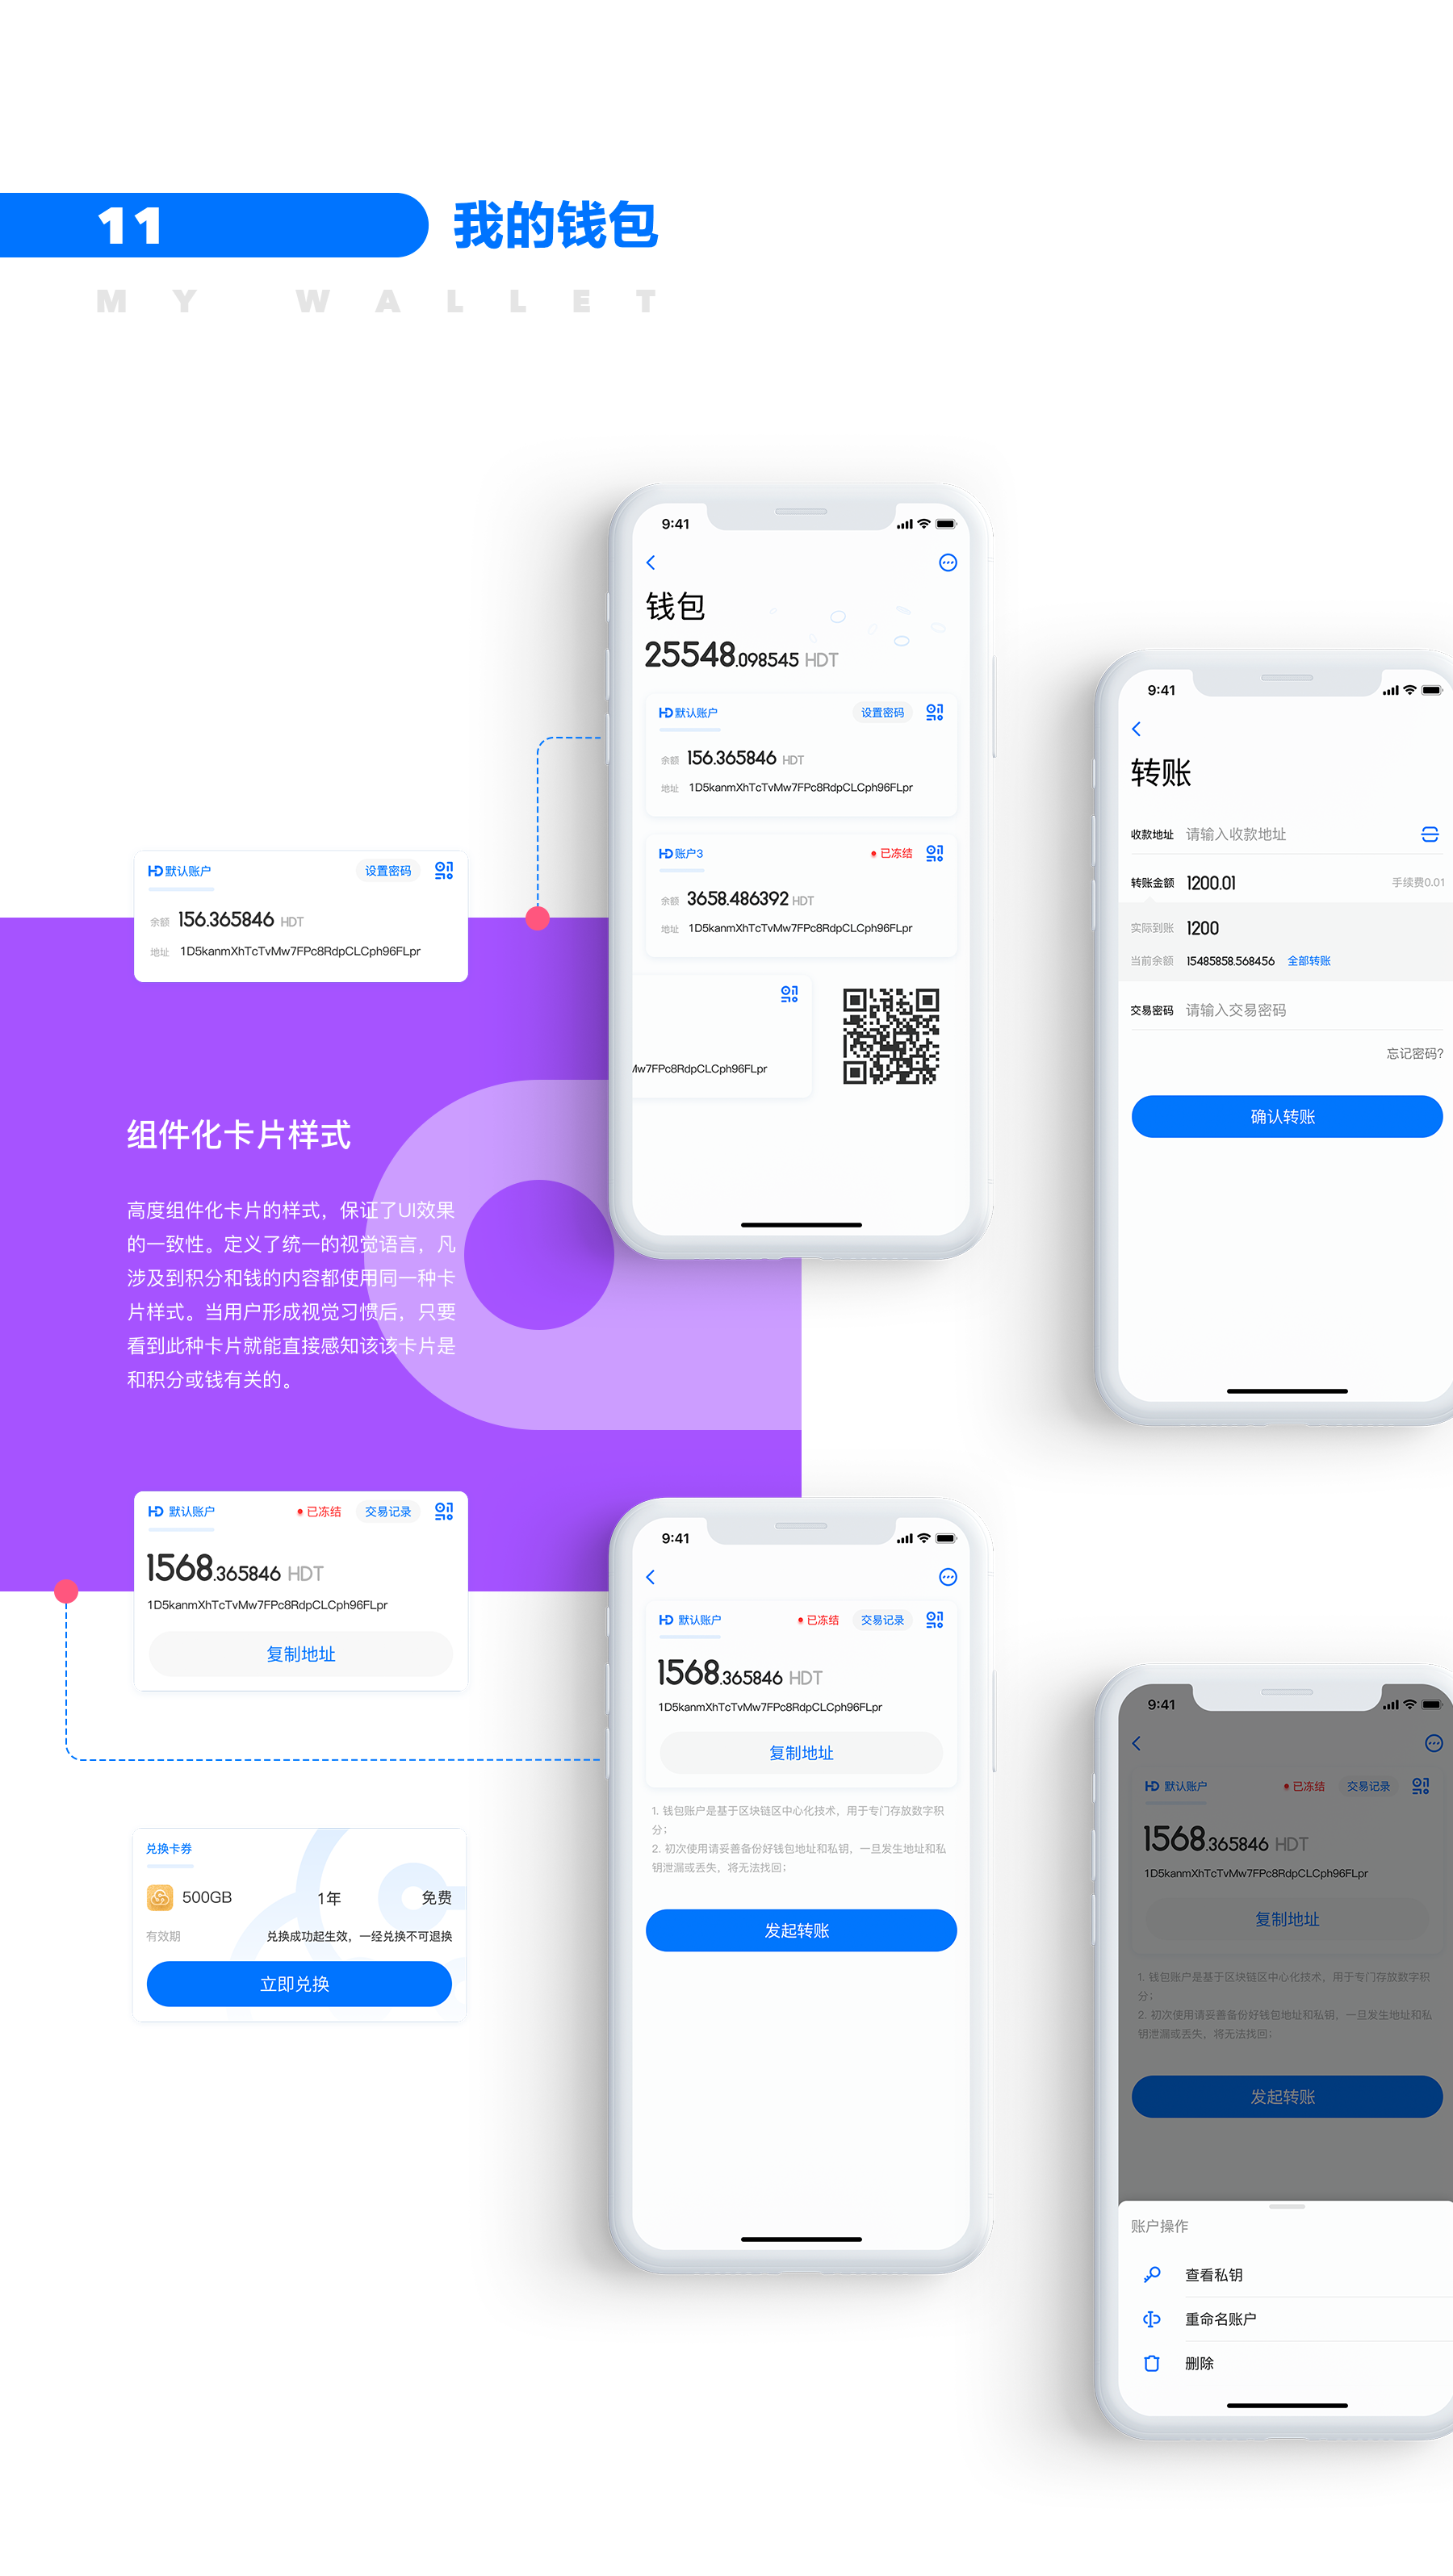 11 我的钱包
MY WALLET
9:41
钱包
25548.098545 HDT
HD默认账户 设置密码
余额 156.365846 HDT
地址 1D5kanmXhTcTvMw7FPc8RdpCLCph96FLpr
HD账户3 已冻结
余额 3658.486392 HDT
地址 1D5kanmXhTcTvMw7FPc8RdpCLCph96FLpr
Mw7FPc8RdpCLCph96FLpr
9:41
转账
收款地址 请输入收款地址
转账金额 1200.01 手续费0.01
实际到账 1200
当前余额 15485858.568456 全部转账
交易密码 请输入交易密码
忘记密码?
确认转账
HD默认账户 设置密码
余额 156.365846 HDT
地址 1D5kanmXhTcTvMw7FPc8RdpCLCph96FLpr
组件化卡片样式
高度组件化卡片的样式，保证了UI效果
的一致性。定义了统一的视觉语言，凡
涉及到积分和钱的内容都使用同一种卡
片样式。当用户形成视觉习惯后，只要
看到此种卡片就能直接感知该该卡片是
和积分或钱有关的。
HD 默认账户 已冻结 交易记录
1568.365846 HDT
1D5kanmXhTcTvMw7FPc8RdpCLCph96FLpr
复制地址
兑换卡券
500GB 1年 免费
有效期 兑换成功起生效，一经兑换不可退换
立即兑换
9:41
HD 默认账户 已冻结 交易记录
1568.365846 HDT
1D5kanmXhTcTvMw7FPc8RdpCLCph96FLpr
复制地址
1. 钱包账户是基于区块链区中心化技术，用于专门存放数字积
分；
2. 初次使用请妥善备份好钱包地址和私钥，一旦发生地址和私
钥泄漏或丢失，将无法找回；
发起转账
9:41
HD 默认账户 已冻结 交易记录
1568.365846 HDT
1D5kanmXhTcTvMw7FPc8RdpCLCph96FLpr
复制地址
1. 钱包账户是基于区块链区中心化技术，用于专门存放数字积
分；
2. 初次使用请妥善备份好钱包地址和私钥，一旦发生地址和私
钥泄漏或丢失，将无法找回；
发起转账
账户操作
查看私钥
重命名账户
删除